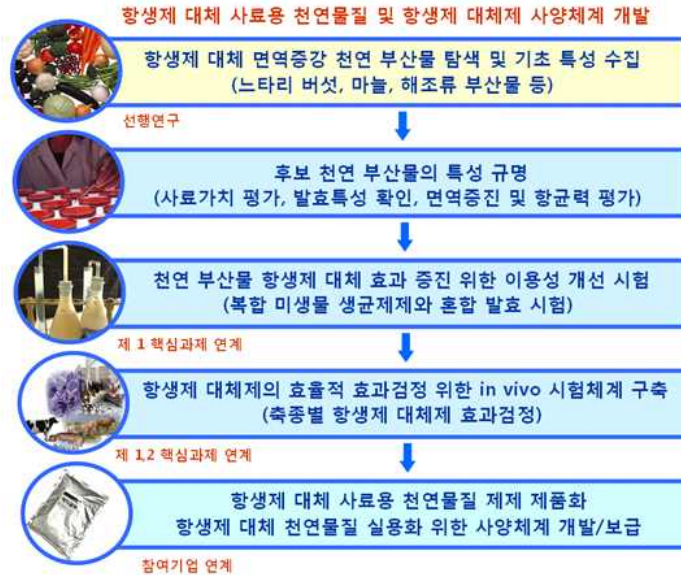 항생제 대체 사료용 천연물질 및 항생제 대체제 사양체계 개발
항생제 대체 면역증강 천연 부산물 탐색 및 기초 특성 수집
(느타리 버섯, 마늘, 해조류 부산물 등)
선행연구
후보 천연 부산물의 특성 규명
(사료가치 평가, 발효특성 확인, 면역증진 및 항균력 평가)
천연 부산물 항생제 대체 효과 증진 위한 이용성 개선 시험
(복합 미생물 생균제제와 혼합 발효 시험)
제 1 핵심과제 연계
항생제 대체제의 효율적 효과검정 위한 in vivo 시험체계 구축
(축종별 항생제 대체제 효과검정)
제 1,2 핵심과제 연계
항생제 대체 사료용 천연물질 제제 제품화
항생제 대체 천연물질 실용화 위한 사양체계 개발/보급
참여기업 연계